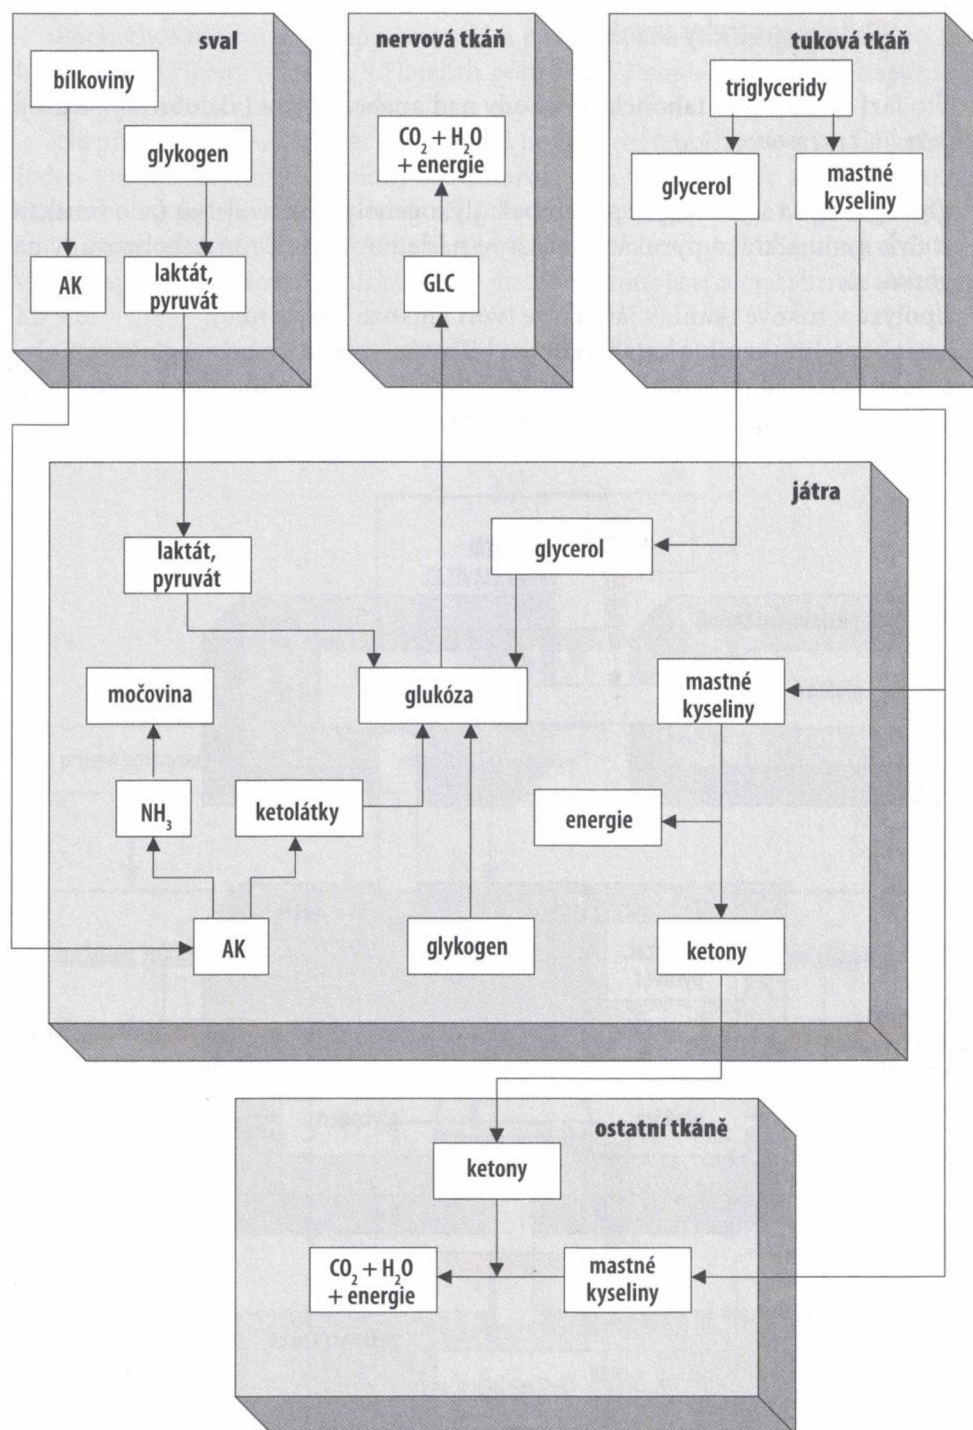 sval
bílkoviny
glykogen
AK
laktát,
pyruvát
nervová tkáň
CO₂ + H₂O
+ energie
GLC
tuková tkáň
triglyceridy
glycerol
mastné
kyseliny
játra
laktát,
pyruvát
glycerol
močovina
glukóza
mastné
kyseliny
NH₃
ketolátky
energie
AK
glykogen
ketony
ostatní tkáně
ketony
CO₂ + H₂O
+ energie
mastné
kyseliny